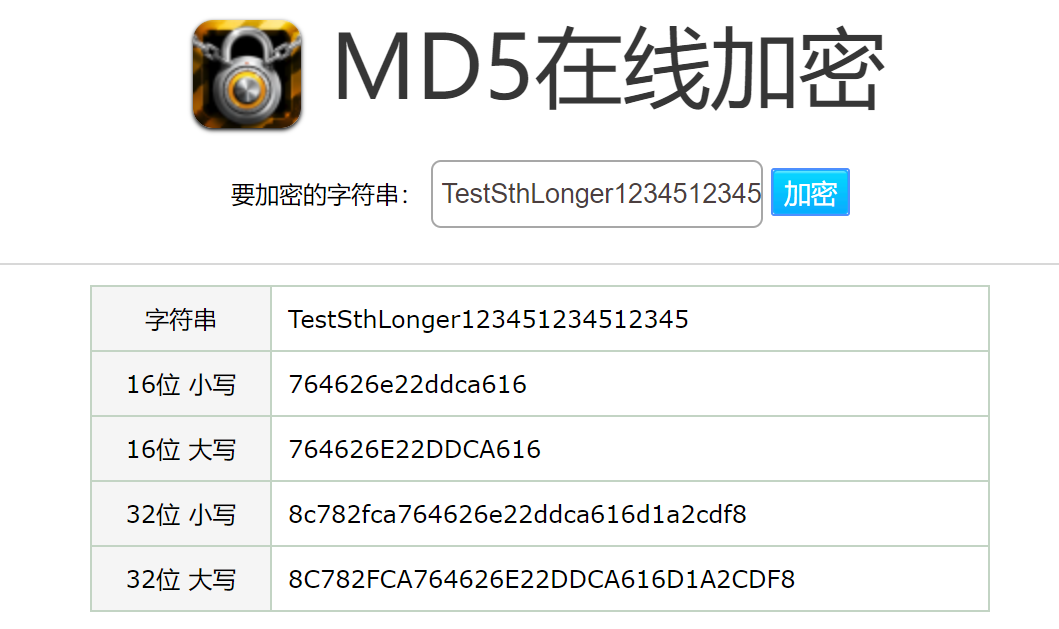 MD5在线加密
要加密的字符串： TestSthLonger1234512345 加密
字符串 TestSthLonger123451234512345
16位 小写 764626e22ddca616
16位 大写 764626E22DDCA616
32位 小写 8c782fca764626e22ddca616d1a2cdf8
32位 大写 8C782FCA764626E22DDCA616D1A2CDF8